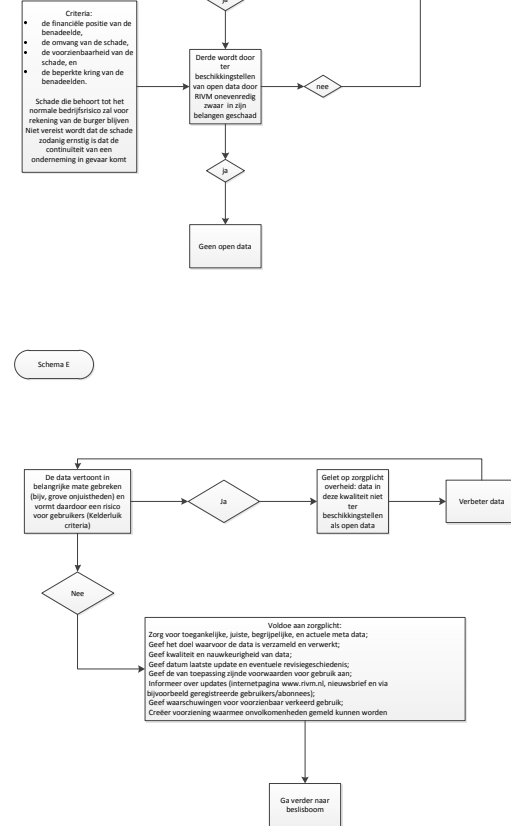 ja
Criteria:
• de financiële positie van de
benadeelde,
• de omvang van de schade,
• de voorzienbaarheid van de
schade, en
• de beperkte kring van de
benadeelden.
Schade die behoort tot het
normale bedrijfsrisico zal voor
rekening van de burger blijven
Niet vereist wordt dat de schade
zodanig ernstig is dat de
continuïteit van een
onderneming in gevaar komt
Derde wordt door
ter
beschikkingstellen
van open data door
RIVM onevenredig
zwaar in zijn
belangen geschaad
nee
ja
Geen open data
Schema E
De data vertoont in
belangrijke mate gebreken
(bijv, grove onjuistheden) en
vormt daardoor een risico
voor gebruikers (Kelderluik
criteria)
Ja
Gelet op zorgplicht
overheid: data in
deze kwaliteit niet
ter
beschikkingstellen
als open data
Verbeter data
Nee
Voldoe aan zorgplicht:
Zorg voor toegankelijke, juiste, begrijpelijke, en actuele meta data;
Geef het doel waarvoor de data is verzameld en verwerkt;
Geef kwaliteit en nauwkeurigheid van data;
Geef datum laatste update en eventuele revisiegeschiedenis;
Geef de van toepassing zijnde voorwaarden voor gebruik aan;
Informeer over updates (internetpagina www.rivm.nl, nieuwsbrief en via
bijvoorbeeld geregistreerde gebruikers/abonnees);
Geef waarschuwingen voor voorzienbaar verkeerd gebruik;
Creëer voorziening waarmee onvolkomenheden gemeld kunnen worden
Ga verder naar
beslisboom